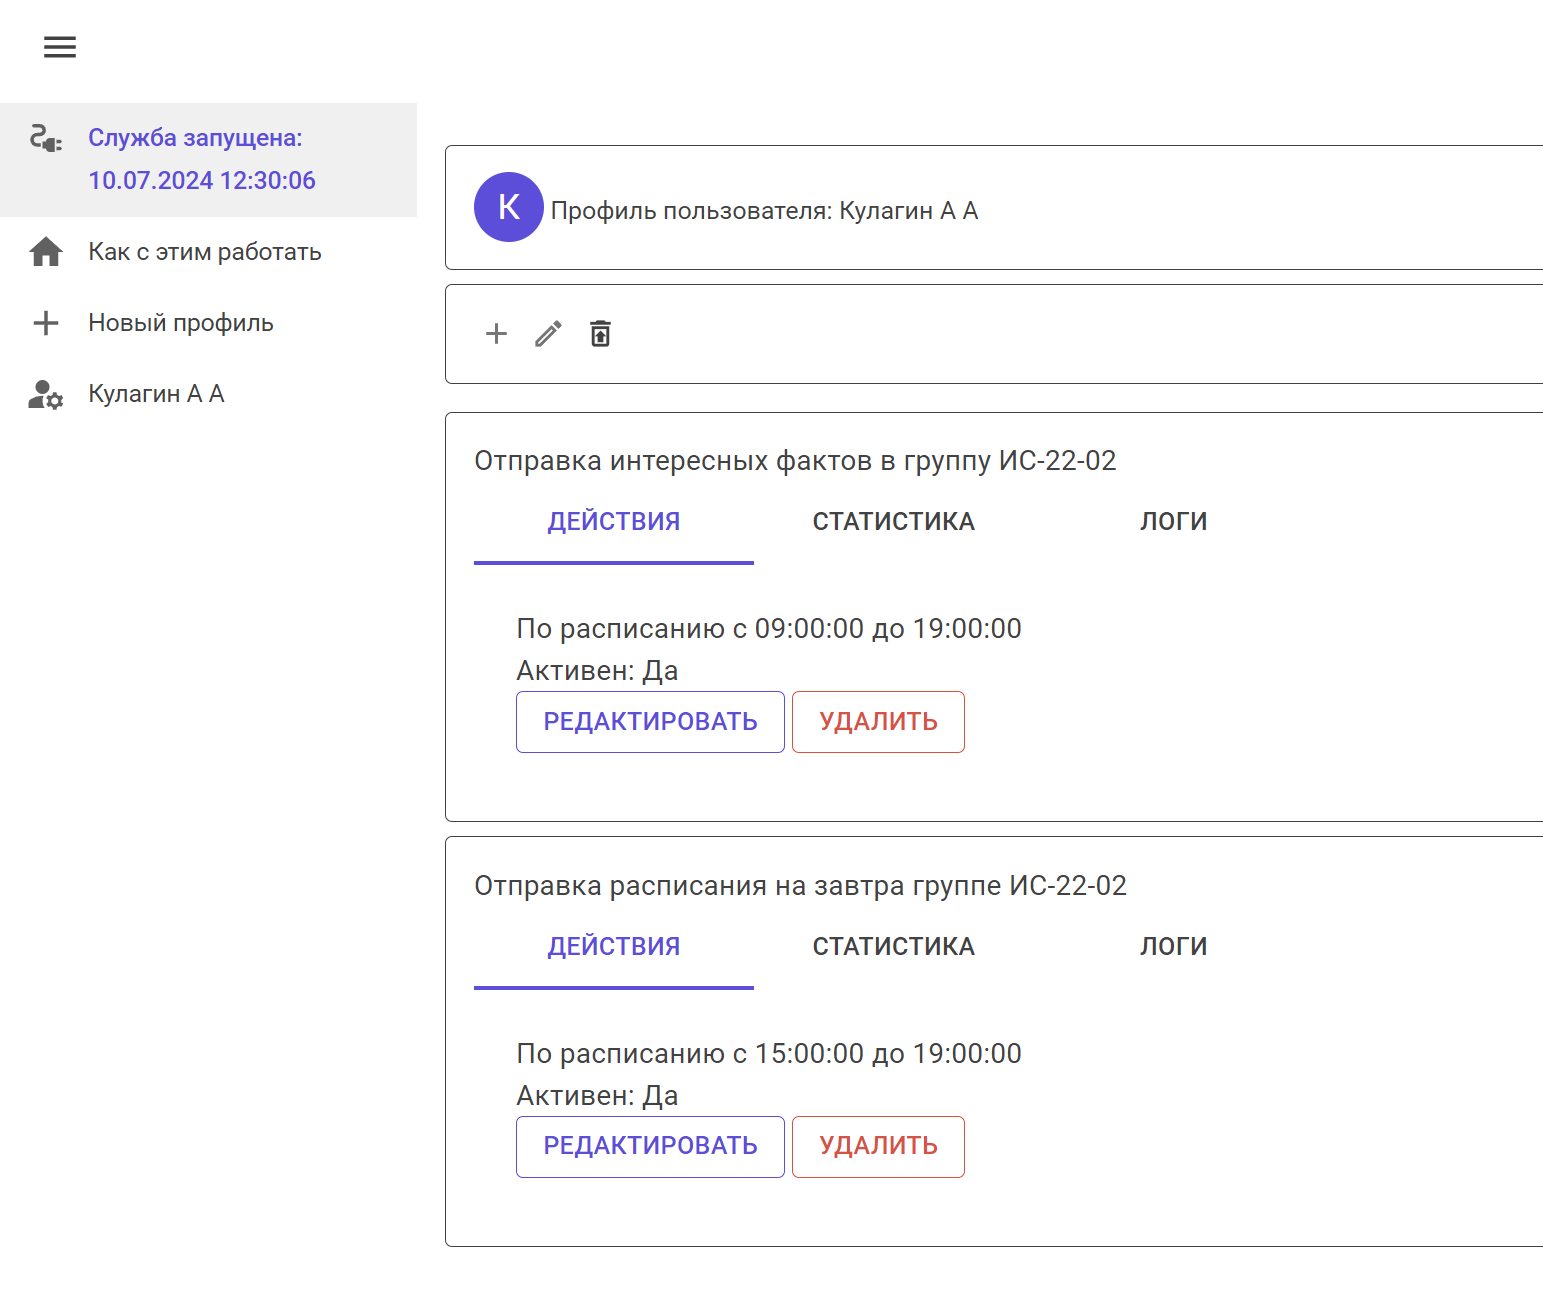 Служба запущена:
10.07.2024 12:30:06
Как с этим работать
Новый профиль
Кулагин А А
К
Профиль пользователя: Кулагин А А
Отправка интересных фактов в группу ИС-22-02
ДЕЙСТВИЯ СТАТИСТИКА ЛОГИ
По расписанию с 09:00:00 до 19:00:00
Активен: Да
РЕДАКТИРОВАТЬ УДАЛИТЬ
Отправка расписания на завтра группе ИС-22-02
ДЕЙСТВИЯ СТАТИСТИКА ЛОГИ
По расписанию с 15:00:00 до 19:00:00
Активен: Да
РЕДАКТИРОВАТЬ УДАЛИТЬ